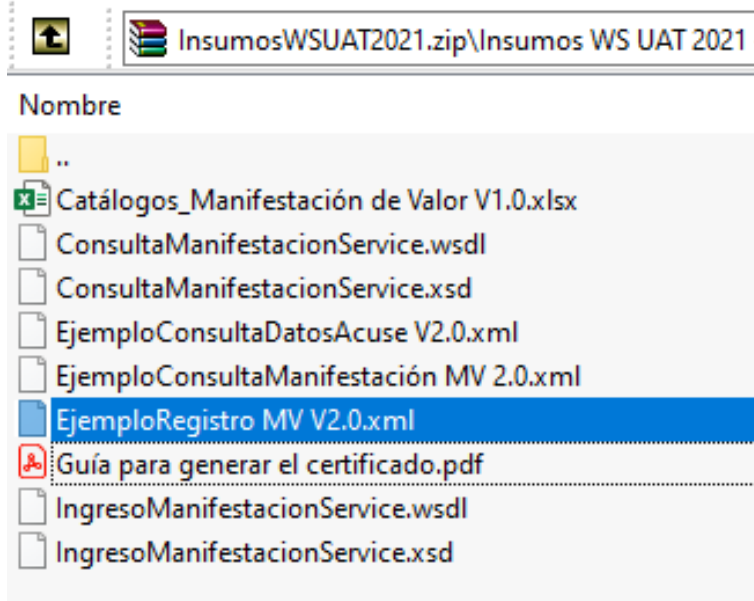 InsumosWSUAT2021.zip\Insumos WS UAT 2021
Nombre
..
Catálogos_Manifestación de Valor V1.0.xlsx
ConsultaManifestacionService.wsdl
ConsultaManifestacionService.xsd
EjemploConsultaDatosAcuse V2.0.xml
EjemploConsultaManifestación MV 2.0.xml
EjemploRegistro MV V2.0.xml
Guía para generar el certificado.pdf
IngresoManifestacionService.wsdl
IngresoManifestacionService.xsd